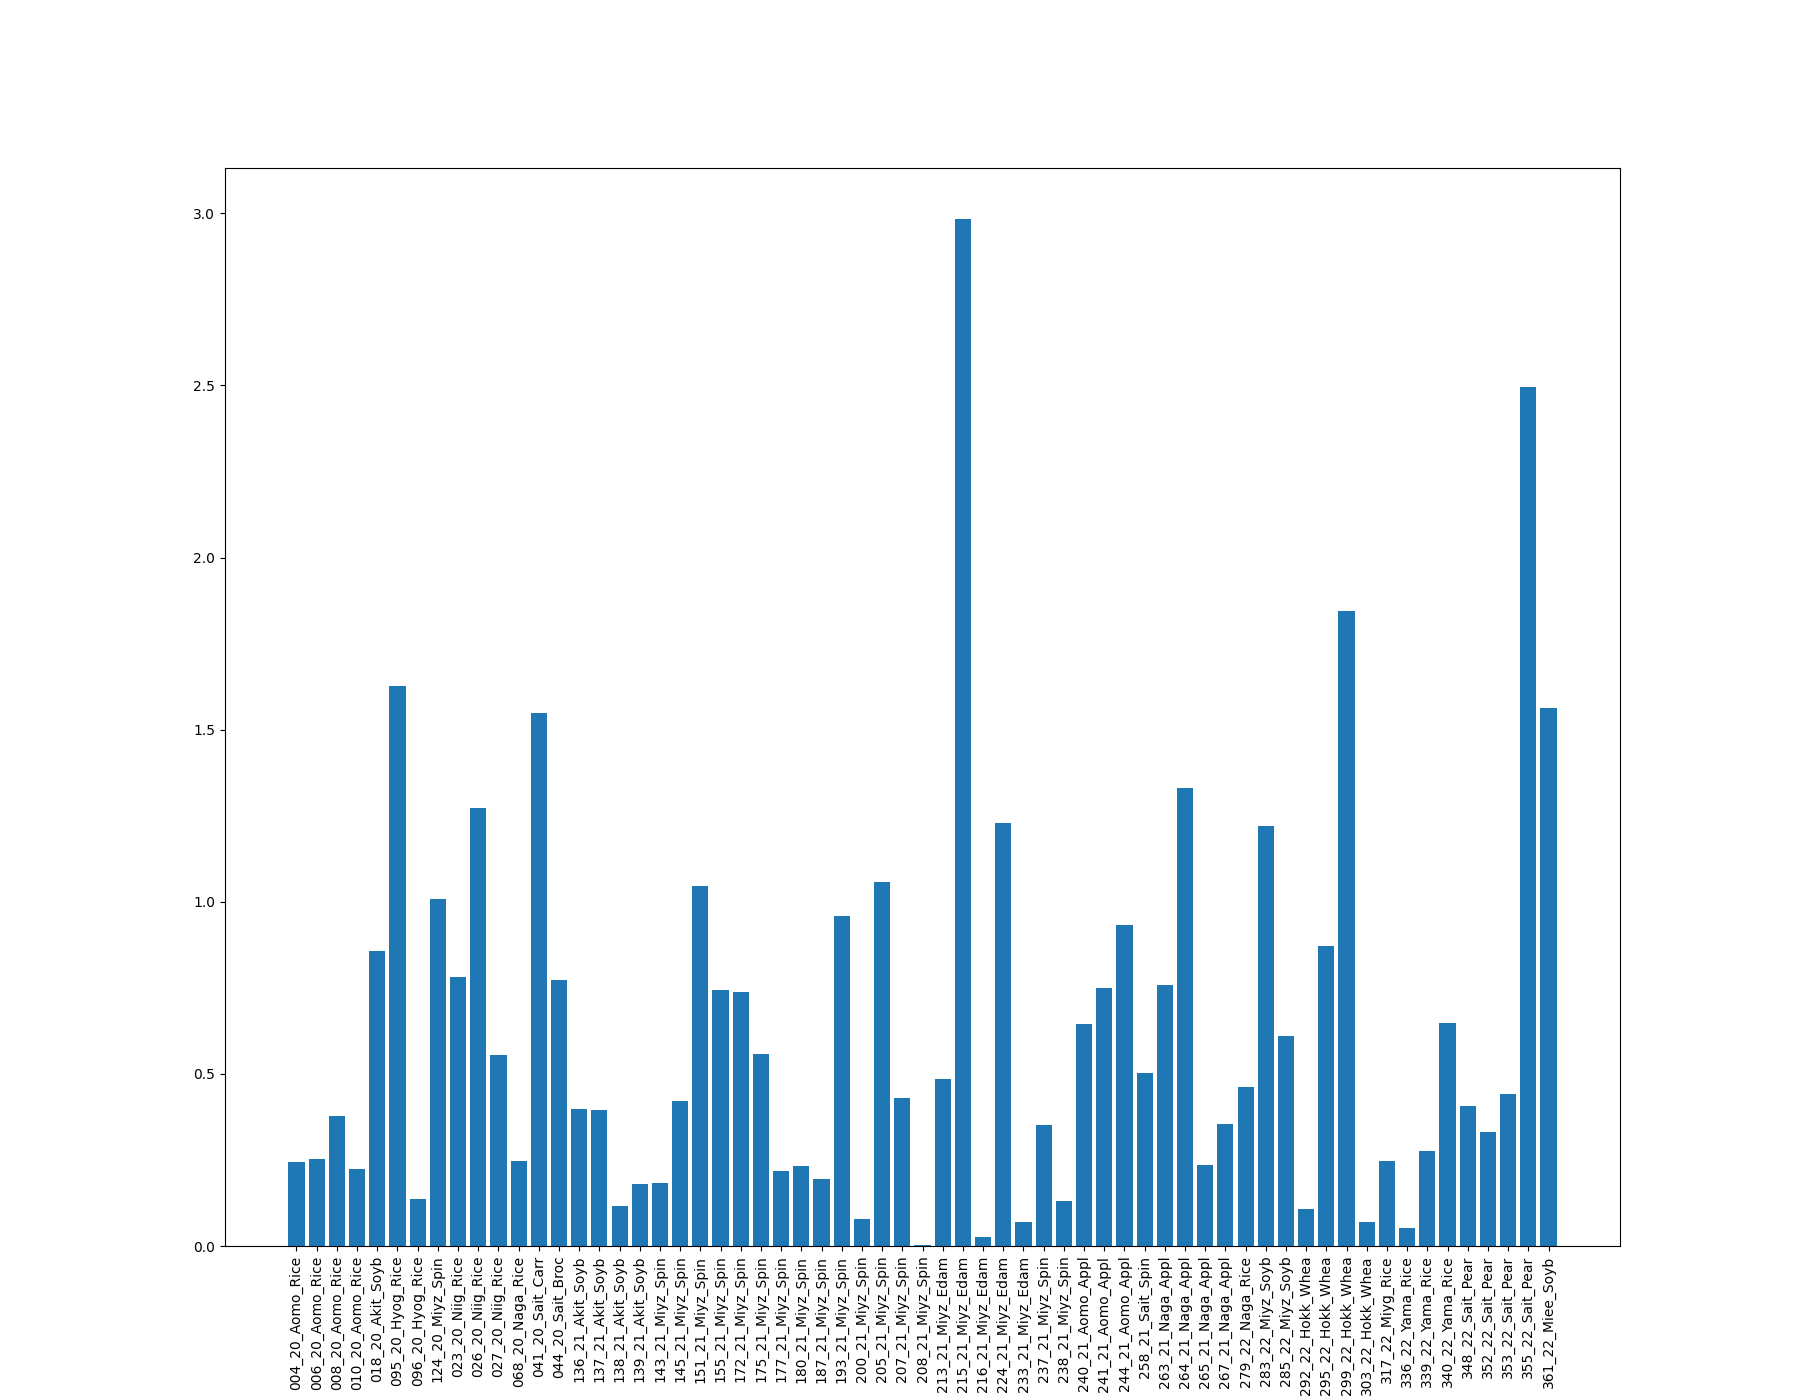 3.0
2.5
2.0
1.5
1.0
0.5
0.0
004_20_Aomo_Rice
006_20_Aomo_Rice
008_20_Aomo_Rice
010_20_Aomo_Rice
018_20_Akit_Soyb
095_20_Hyog_Rice
096_20_Hyog_Rice
124_20_Miyz_Spin
023_20_Niig_Rice
026_20_Niig_Rice
027_20_Niig_Rice
068_20_Naga_Rice
041_20_Sait_Carr
044_20_Sait_Broc
136_21_Akit_Soyb
137_21_Akit_Soyb
138_21_Akit_Soyb
139_21_Akit_Soyb
143_21_Miyz_Spin
145_21_Miyz_Spin
151_21_Miyz_Spin
155_21_Miyz_Spin
172_21_Miyz_Spin
175_21_Miyz_Spin
177_21_Miyz_Spin
180_21_Miyz_Spin
187_21_Miyz_Spin
193_21_Miyz_Spin
200_21_Miyz_Spin
205_21_Miyz_Spin
207_21_Miyz_Spin
208_21_Miyz_Spin
213_21_Miyz_Edam
215_21_Miyz_Edam
216_21_Miyz_Edam
224_21_Miyz_Edam
233_21_Miyz_Edam
237_21_Miyz_Spin
238_21_Miyz_Spin
240_21_Aomo_Appl
241_21_Aomo_Appl
244_21_Aomo_Appl
258_21_Sait_Spin
263_21_Naga_Appl
264_21_Naga_Appl
265_21_Naga_Appl
267_21_Naga_Appl
279_22_Naga_Rice
283_22_Miyz_Soyb
285_22_Miyz_Soyb
292_22_Hokk_Whea
295_22_Hokk_Whea
299_22_Hokk_Whea
303_22_Hokk_Whea
317_22_Miyg_Rice
336_22_Yama_Rice
339_22_Yama_Rice
340_22_Yama_Rice
348_22_Sait_Pear
352_22_Sait_Pear
353_22_Sait_Pear
355_22_Sait_Pear
361_22_Miee_Soyb